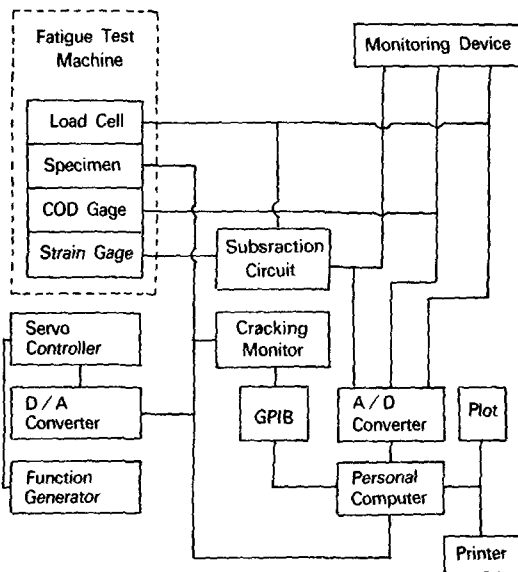 Fatigue Test
Machine
Monitoring Device
Load Cell
Specimen
COD Gage
Strain Gage
Subsraction
Circuit
Servo
Controller
Cracking
Monitor
D/A
Converter
GPIB
A/D
Converter
Plot
Function
Generator
Personal
Computer
Printer